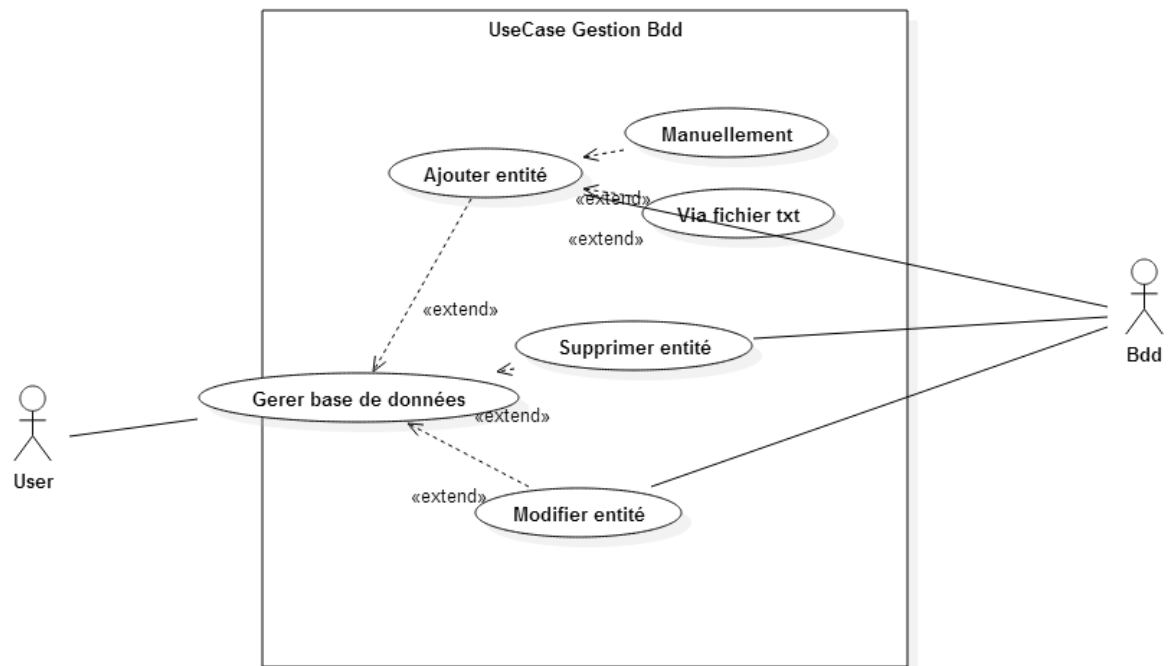 UseCase Gestion Bdd
Manuellement
Ajouter entité
«extend»
Via fichier txt
«extend»
«extend»
Supprimer entité
Bdd
Gerer base de données
«extend»
User
«extend»
Modifier entité